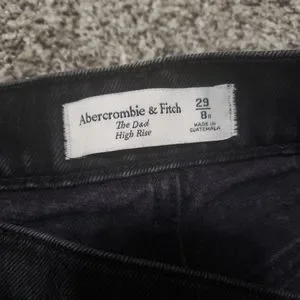 Abercrombie & Fitch
The Dad
High Rise
29
8R
MADE IN
GUATEMALA